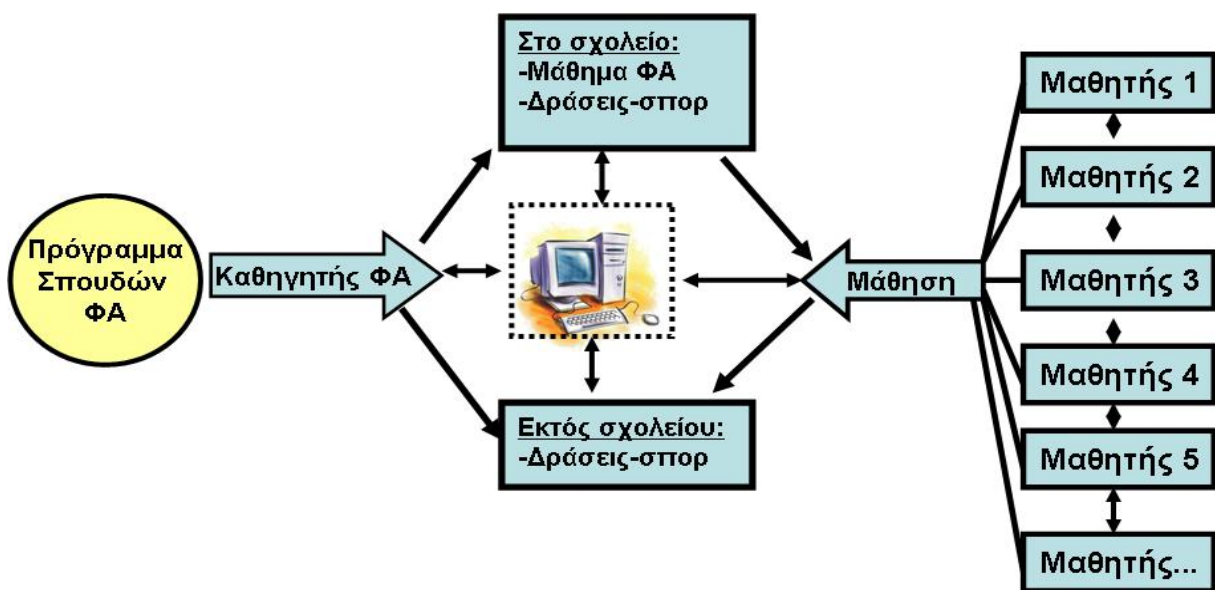 Πρόγραμμα
Σπουδών
ΦΑ
Καθηγητής ΦΑ
Στο σχολείο:
-Μάθημα ΦΑ
-Δράσεις-σπορ
Εκτός σχολείου:
-Δράσεις-σπορ
Μάθηση
Μαθητής 1
Μαθητής 2
Μαθητής 3
Μαθητής 4
Μαθητής 5
Μαθητής...